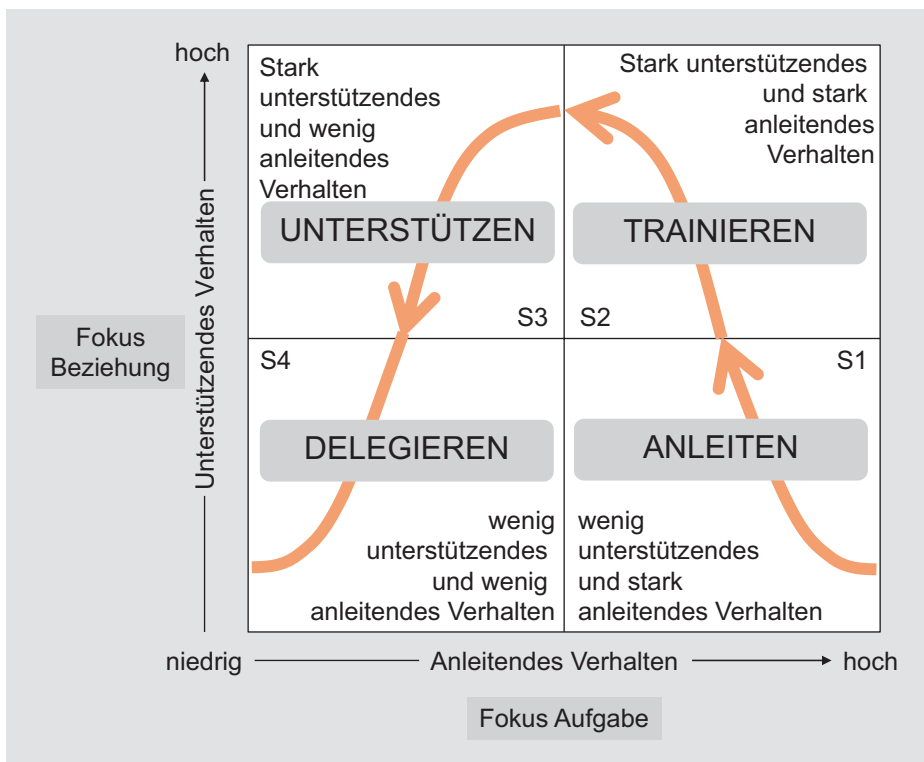 hoch
Stark
unterstützendes
und wenig
anleitendes
Verhalten
Stark unterstützendes
und stark
anleitendes
Verhalten
UNTERSTÜTZEN
TRAINIEREN
S3
S2
Fokus
Beziehung
Unterstützendes Verhalten
S4
S1
DELEGIEREN
ANLEITEN
wenig
unterstützendes
und wenig
anleitendes Verhalten
wenig
unterstützendes
und stark
anleitendes Verhalten
niedrig
Anleitendes Verhalten
hoch
Fokus Aufgabe